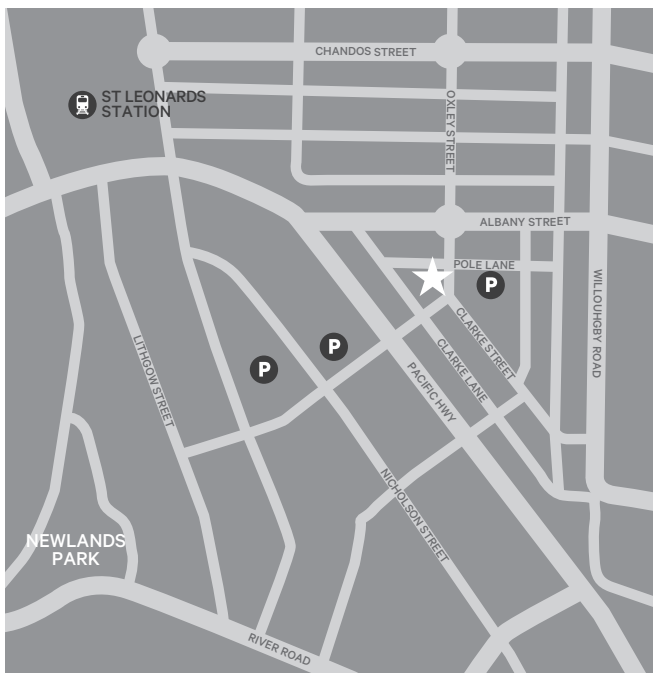 CHANDOS STREET
ST LEONARDS
STATION
OXLEY STREET
ALBANY STREET
POLE LANE
P
WILLOUHGBY ROAD
CLARKE STREET
CLARKE LANE
P
P
PACIFIC HWY
LITHGOW STREET
NICHOLSON STREET
NEWLANDS
PARK
RIVER ROAD